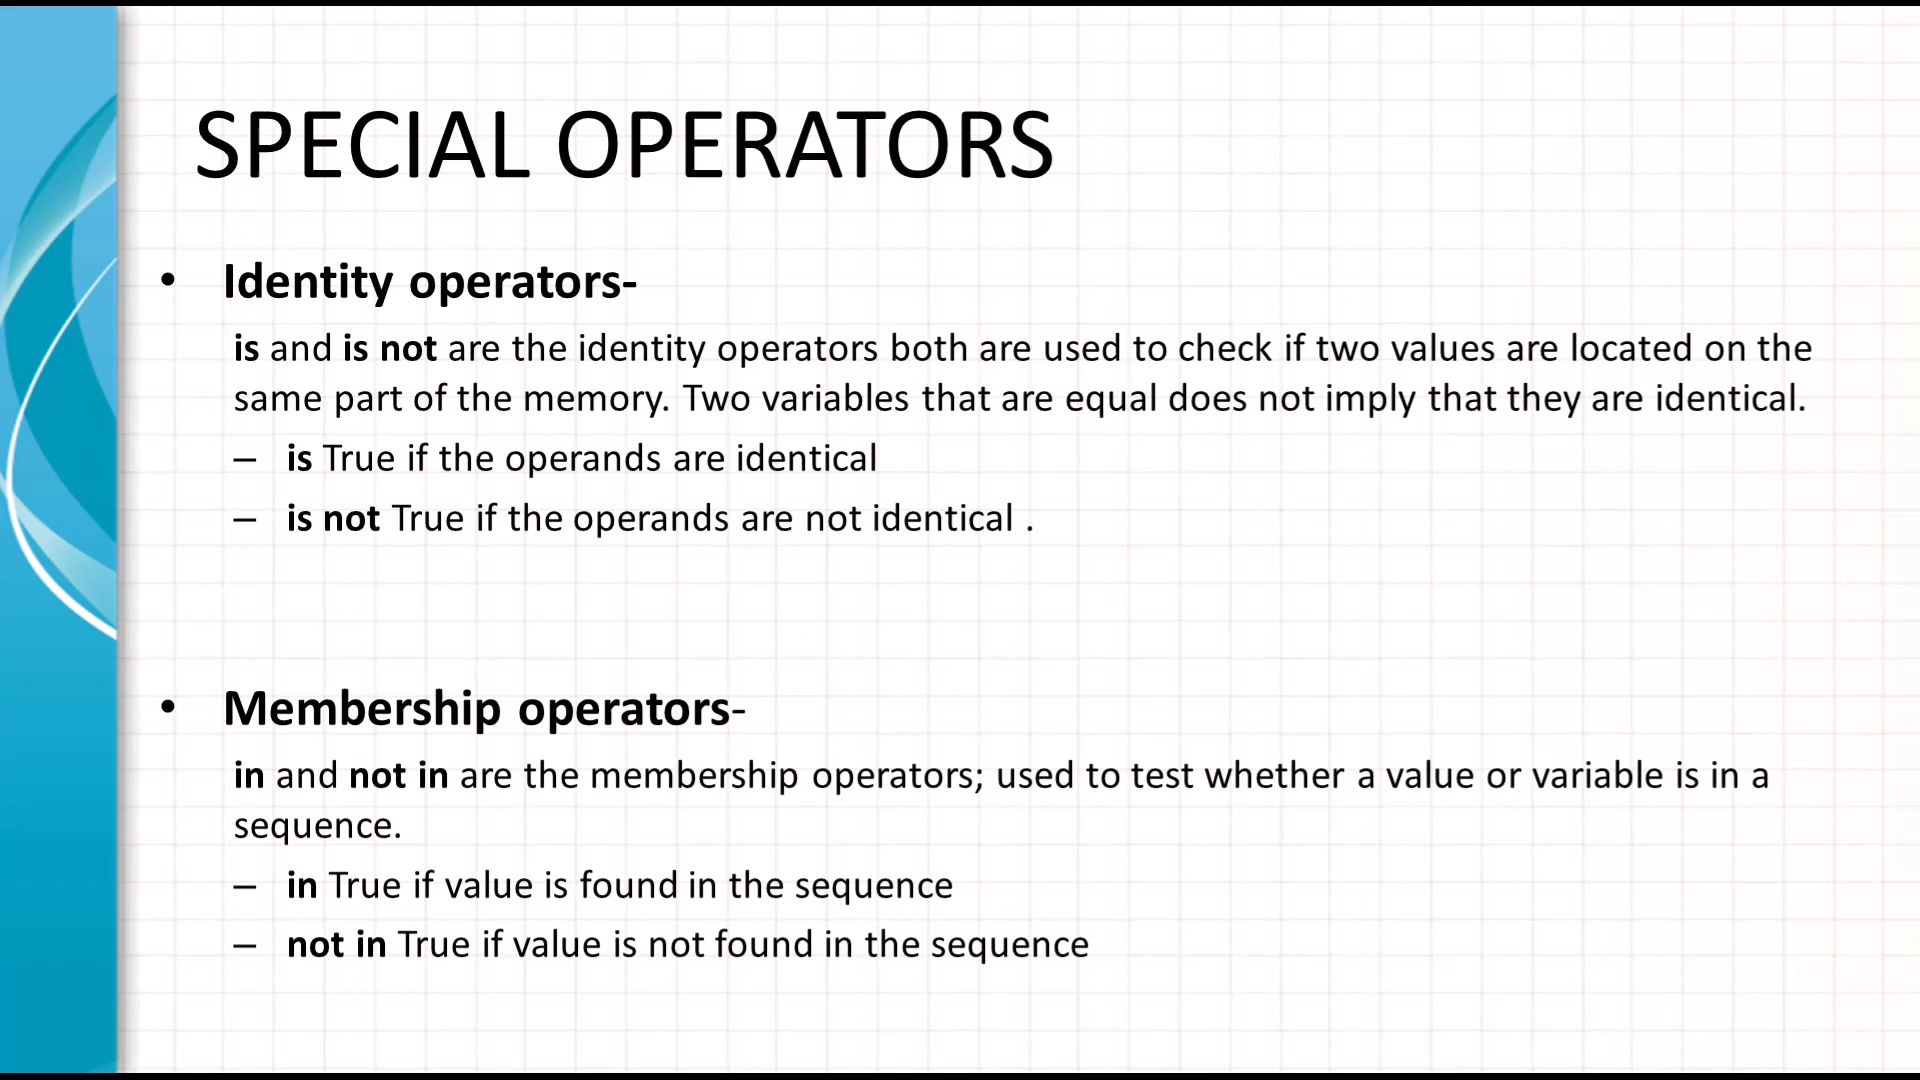 SPECIAL OPERATORS
• Identity operators-
is and is not are the identity operators both are used to check if two values are located on the
same part of the memory. Two variables that are equal does not imply that they are identical.
– is True if the operands are identical
– is not True if the operands are not identical .
• Membership operators-
in and not in are the membership operators; used to test whether a value or variable is in a
sequence.
– in True if value is found in the sequence
– not in True if value is not found in the sequence